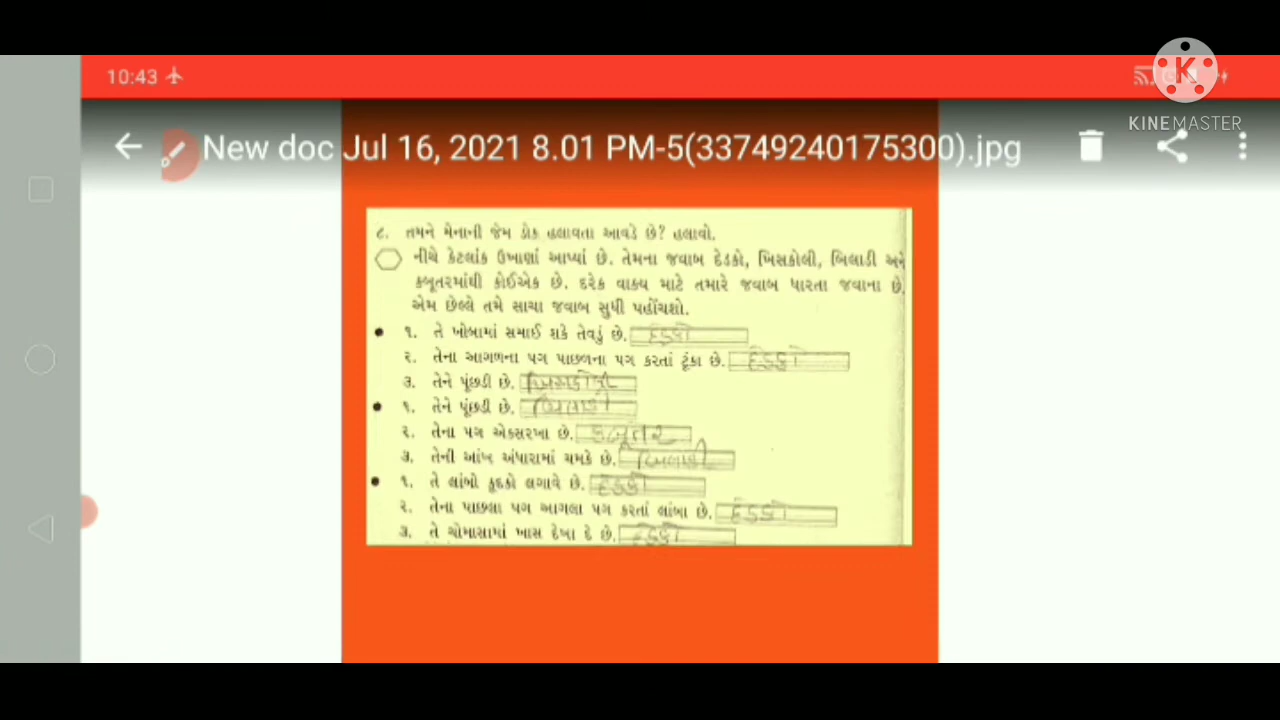 10:43
KINEMASTER
New doc Jul 16, 2021 8.01 PM-5(33749240175300).jpg
૯. તમને મેનાની જેમ ડોક હલાવતા આવડે છે? હલાવો.
નીચે કેટલાંક ઉખાણાં આપ્યાં છે. તેમના જવાબ દેડકો, ખિસકોલી, બિલાડી અને
કબૂતરમાંથી કોઈએક છે. દરેક વાક્ય માટે તમારે જવાબ ધારતા જવાના છે.
એમ છેલ્લે તમે સાચા જવાબ સુધી પહોંચશો.
• ૧. તે ખોબામાં સમાઈ શકે તેવડું છે. દેડકો
૨. તેના આગળના પગ પાછળના પગ કરતાં ટૂંકા છે. દેડકો
૩. તેને પૂંછડી છે. ખિસકોલી
• ૧. તેને પૂંછડી છે. બિલાડી
૨. તેના પગ એકસરખા છે. કબૂતર
૩. તેની આંખ અંધારામાં ચમકે છે. બિલાડી
• ૧. તે લાંબો કૂદકો લગાવે છે. દેડકો
૨. તેના પાછલા પગ આગલા પગ કરતાં લાંબા છે. દેડકો
૩. તે ચોમાસામાં ખાસ દેખા દે છે. દેડકો